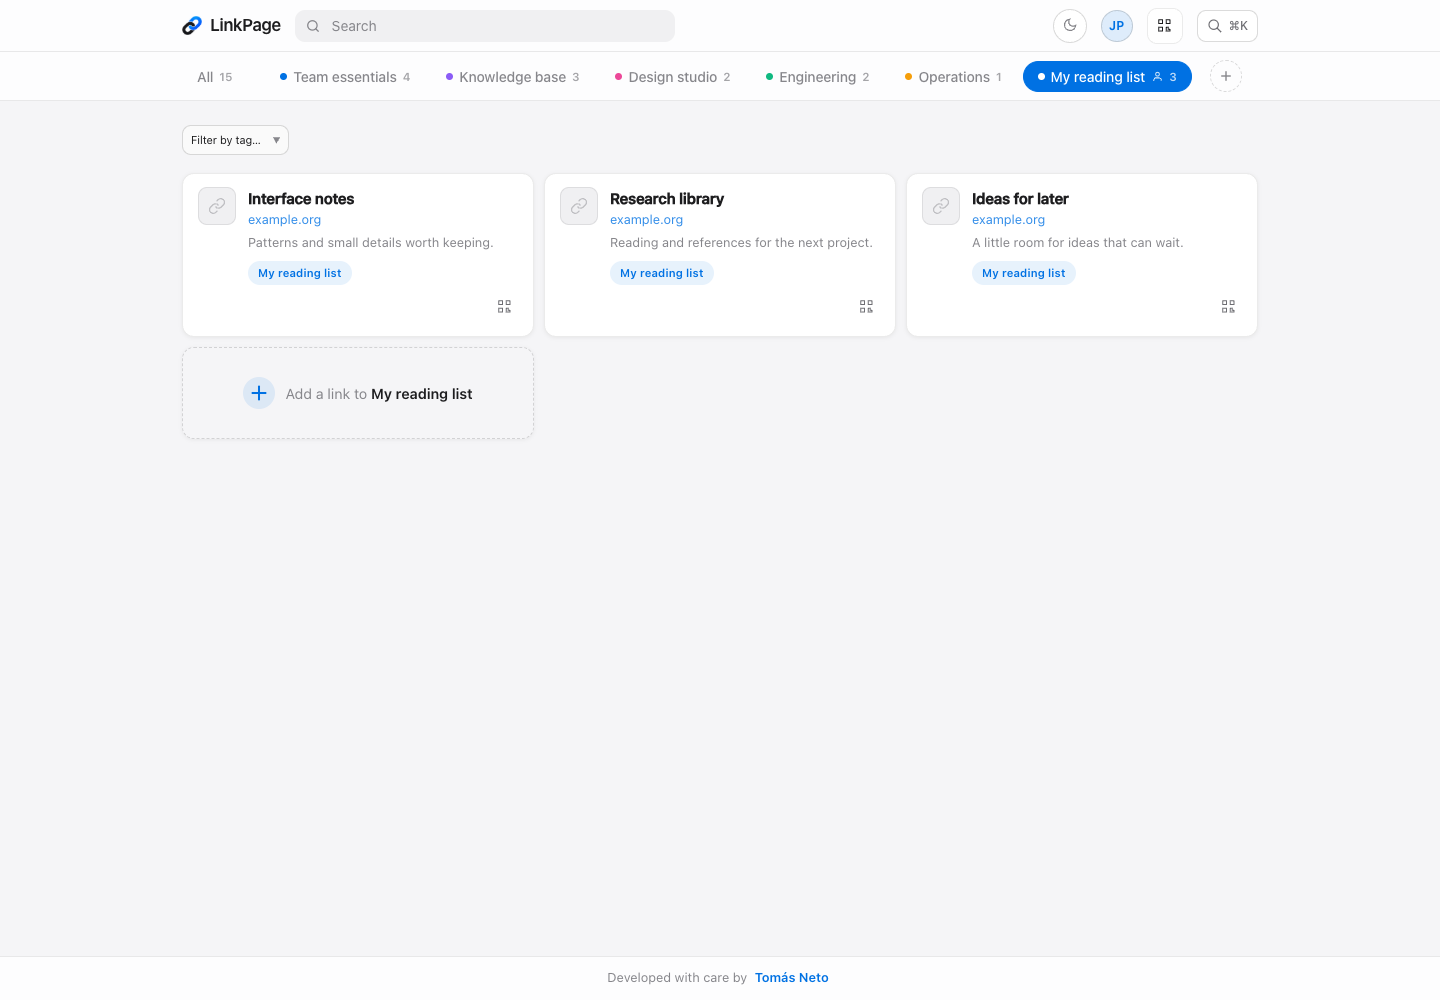 LinkPage
Search
JP
⌘K
All 15
Team essentials 4
Knowledge base 3
Design studio 2
Engineering 2
Operations 1
My reading list 3
Filter by tag...
Interface notes
example.org
Patterns and small details worth keeping.
My reading list
Research library
example.org
Reading and references for the next project.
My reading list
Ideas for later
example.org
A little room for ideas that can wait.
My reading list
Add a link to My reading list
Developed with care by Tomás Neto